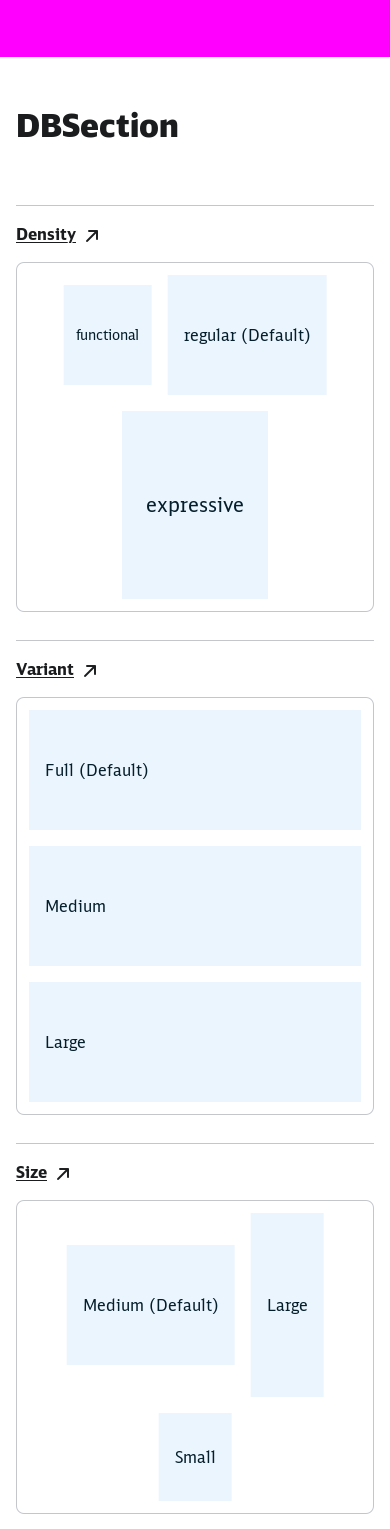 DBSection
Density
functional
regular (Default)
expressive
Variant
Full (Default)
Medium
Large
Size
Medium (Default)
Large
Small